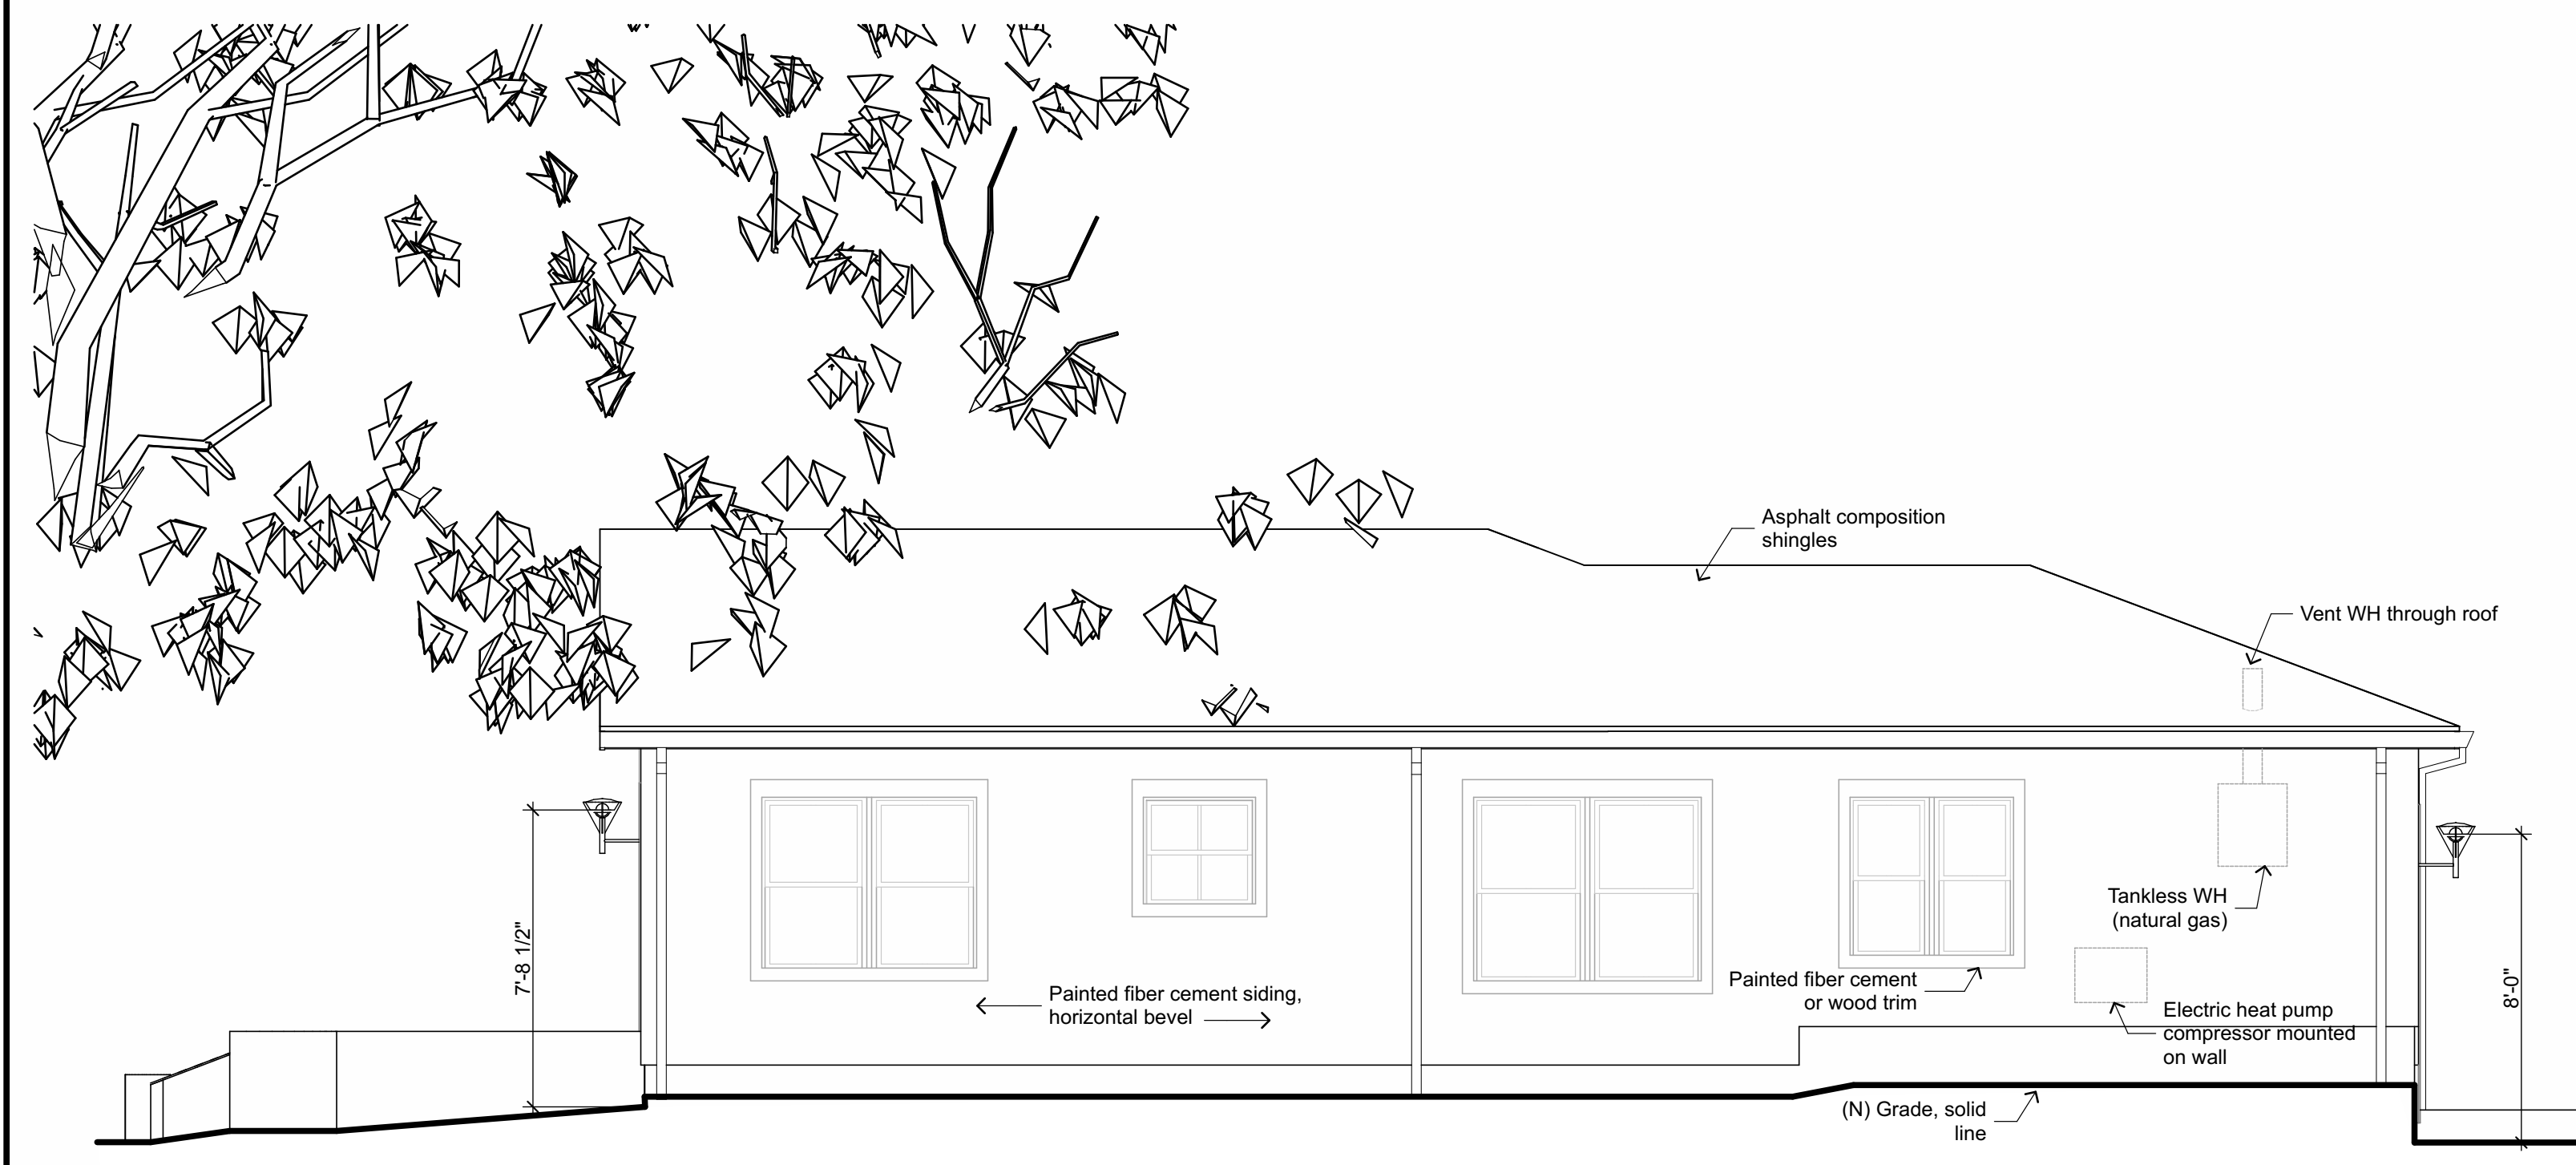 Asphalt composition
shingles
Vent WH through roof
7'-8 1/2"
Tankless WH
(natural gas)
8'-0"
Painted fiber cement siding,
horizontal bevel
Painted fiber cement
or wood trim
Electric heat pump
compressor mounted
on wall
(N) Grade, solid
line